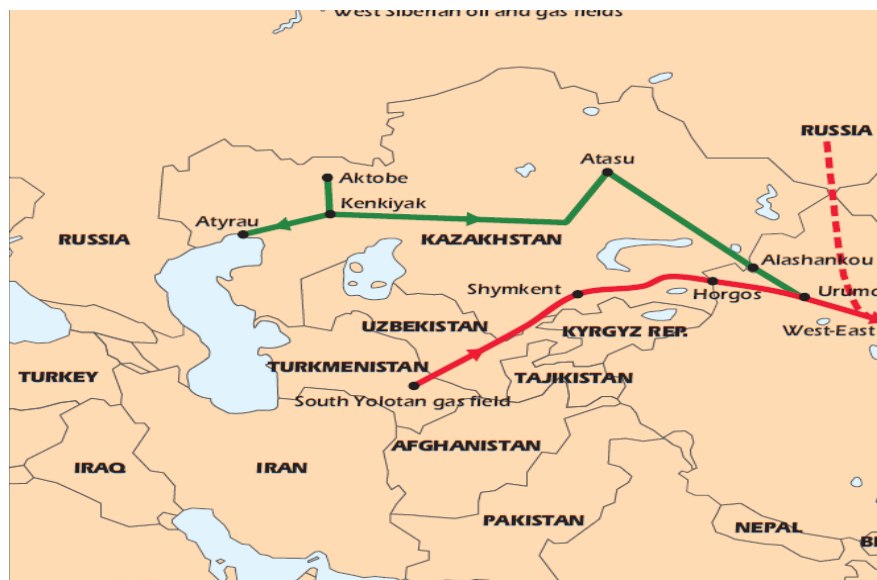 West Siberian oil and gas fields
RUSSIA
Atasu
Aktobe
Kenkiyak
Atyrau
RUSSIA
KAZAKHSTAN
Alashankou
Shymkent
Horgos
Urumc
UZBEKISTAN
KYRGYZ REP.
West-East
TURKMENISTAN
TURKEY
TAJIKISTAN
South Yolotan gas field
AFGHANISTAN
IRAQ
IRAN
PAKISTAN
NEPAL